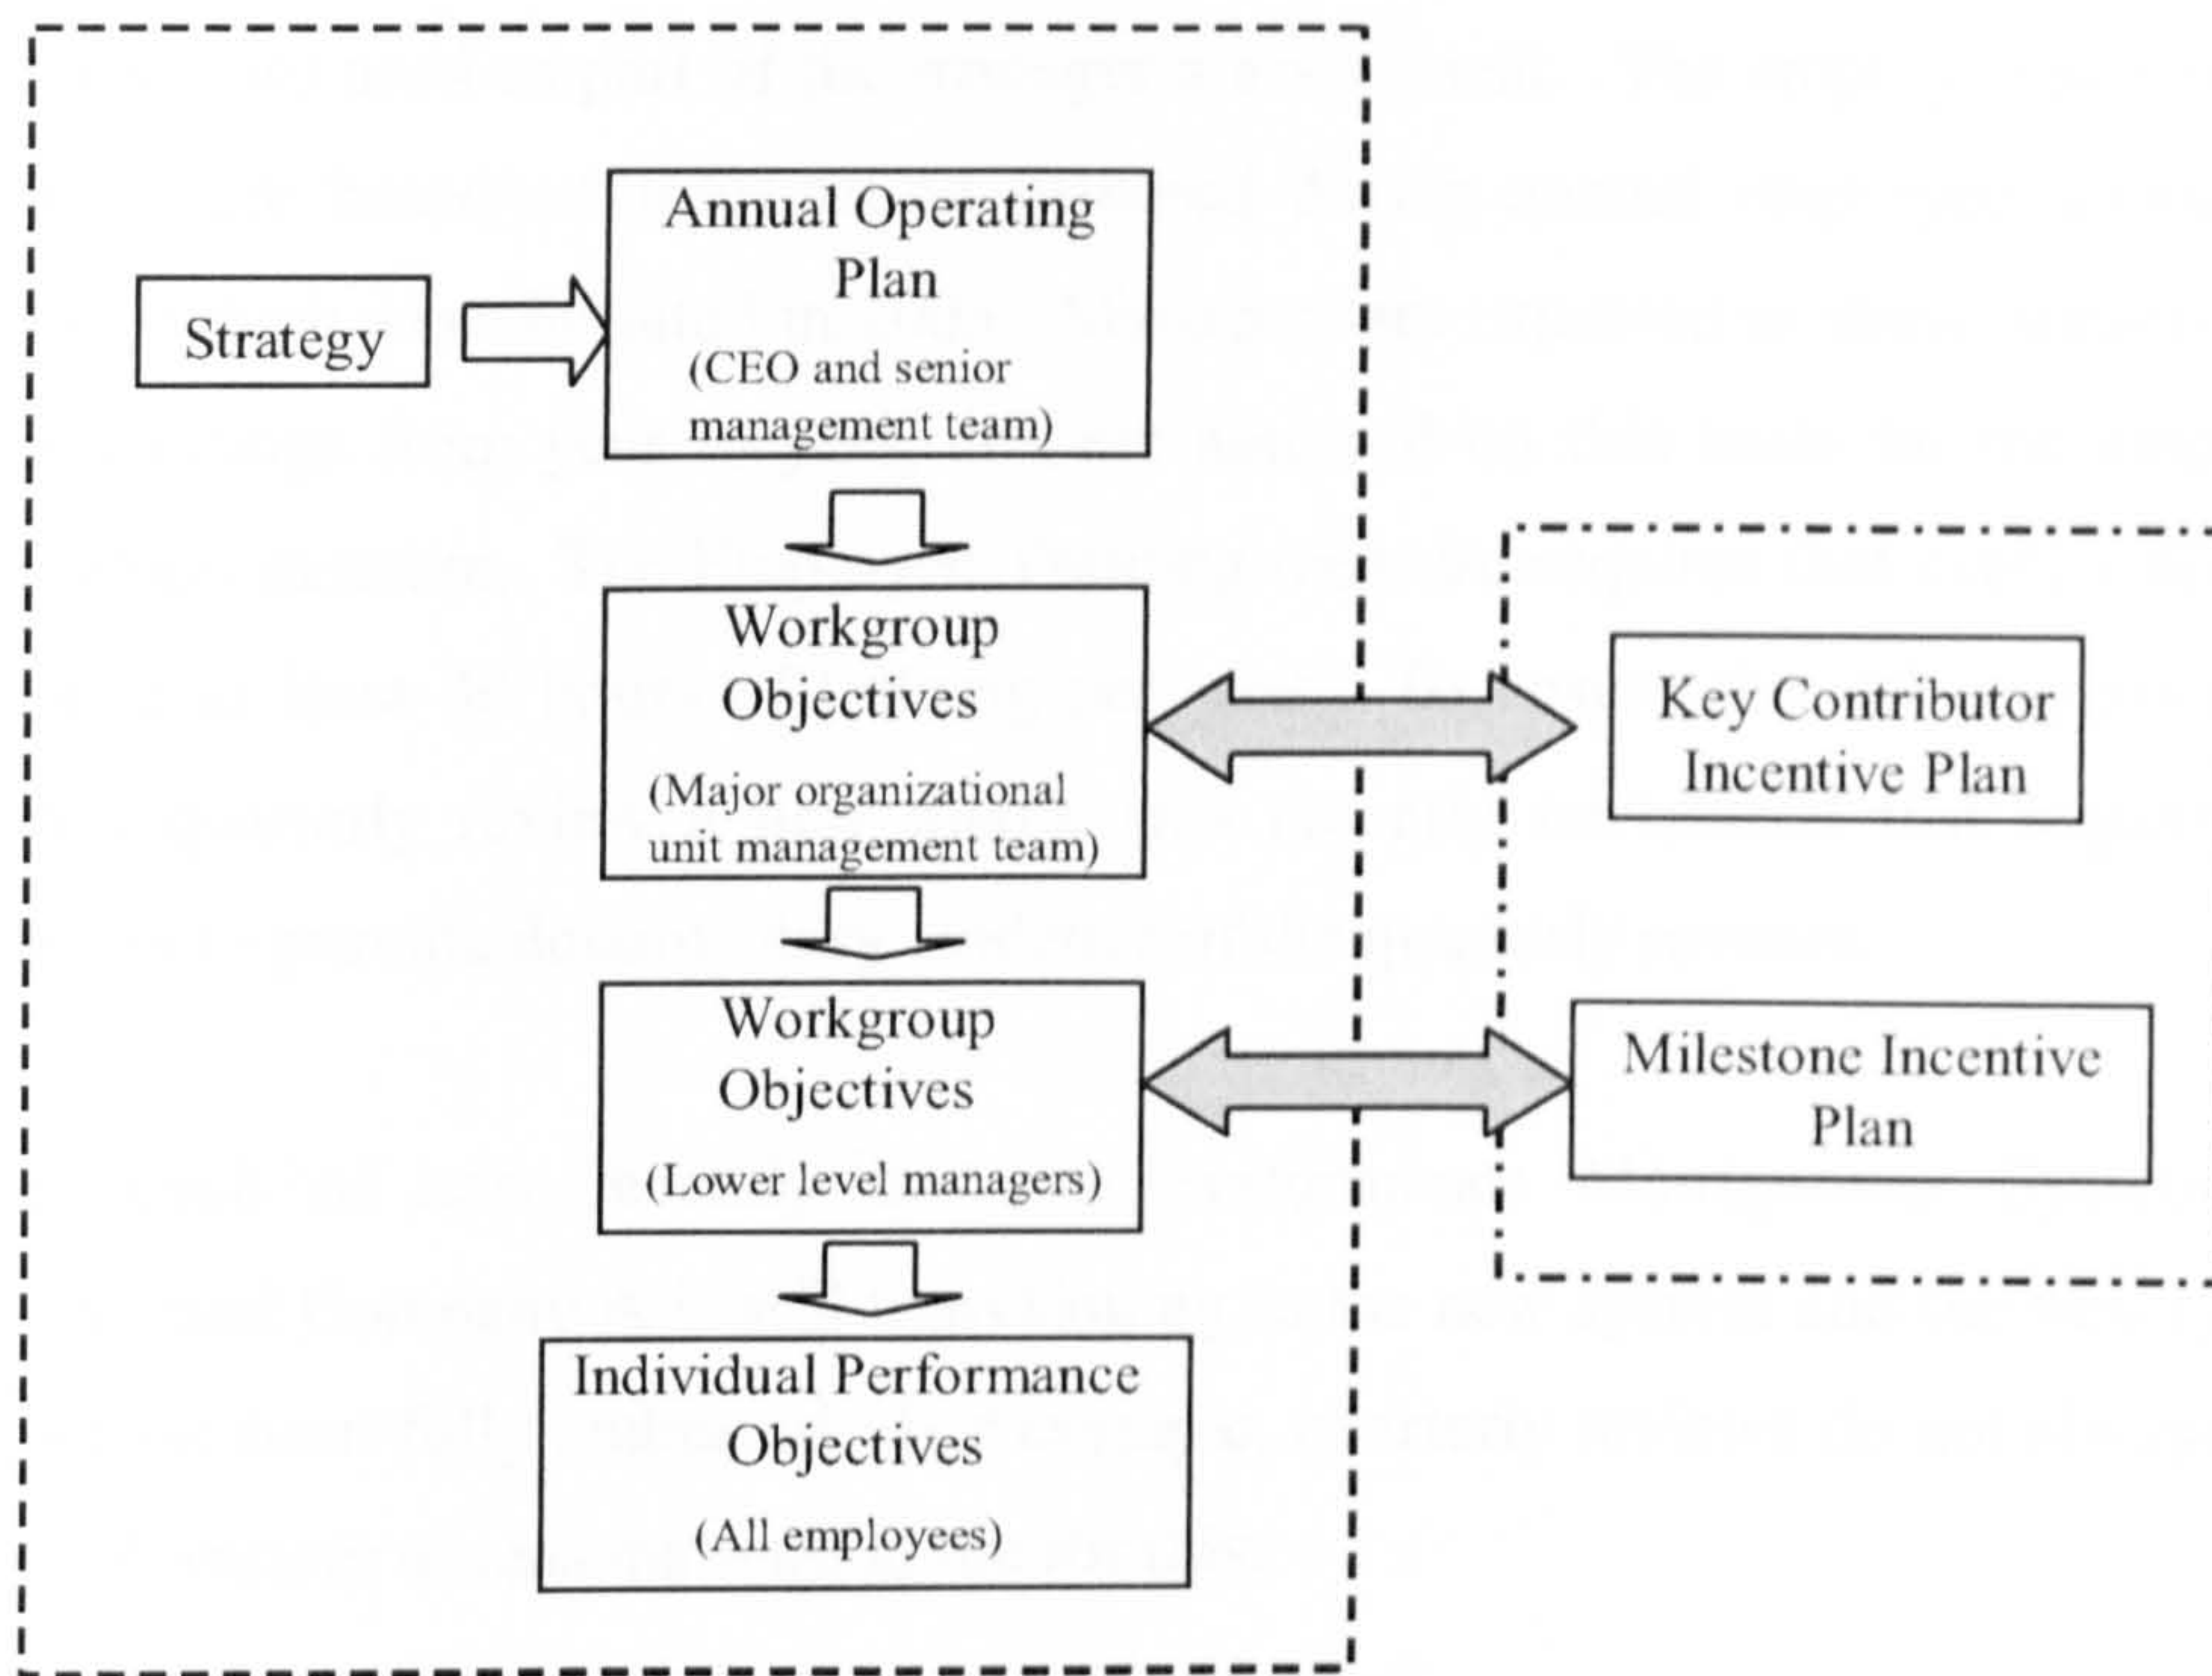 Annual Operating
Plan
(CEO and senior
management team)
Strategy
Workgroup
Objectives
(Major organizational
unit management team)
Key Contributor
Incentive Plan
Workgroup
Objectives
(Lower level managers)
Milestone Incentive
Plan
Individual Performance
Objectives
(All employees)